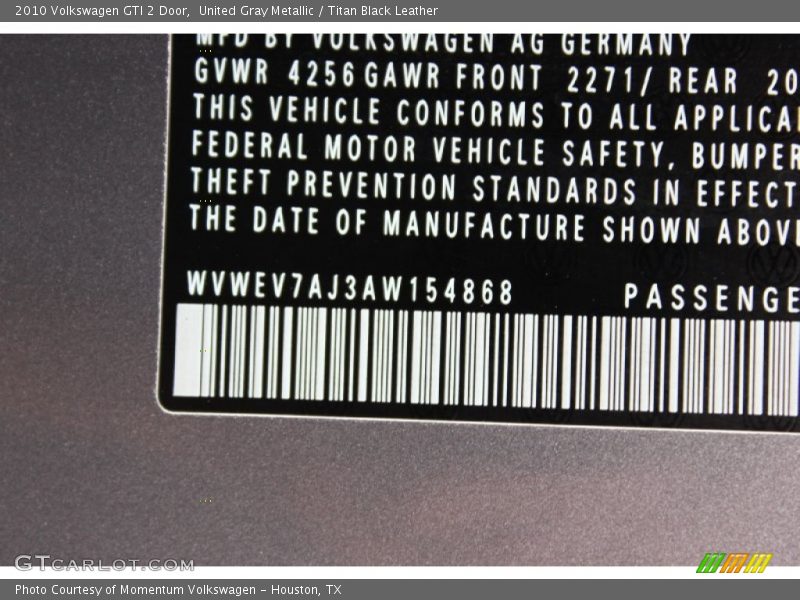 2010 Volkswagen GTI 2 Door, United Gray Metallic / Titan Black Leather
MFD BY VOLKSWAGEN AG GERMANY
GVWR 4256 GAWR FRONT 2271/ REAR 20
THIS VEHICLE CONFORMS TO ALL APPLICA
FEDERAL MOTOR VEHICLE SAFETY, BUMPER
THEFT PREVENTION STANDARDS IN EFFECT
THE DATE OF MANUFACTURE SHOWN ABOVE
WVWEV7AJ3AW154868 PASSENGE
GTCARLOT.COM
Photo Courtesy of Momentum Volkswagen - Houston, TX